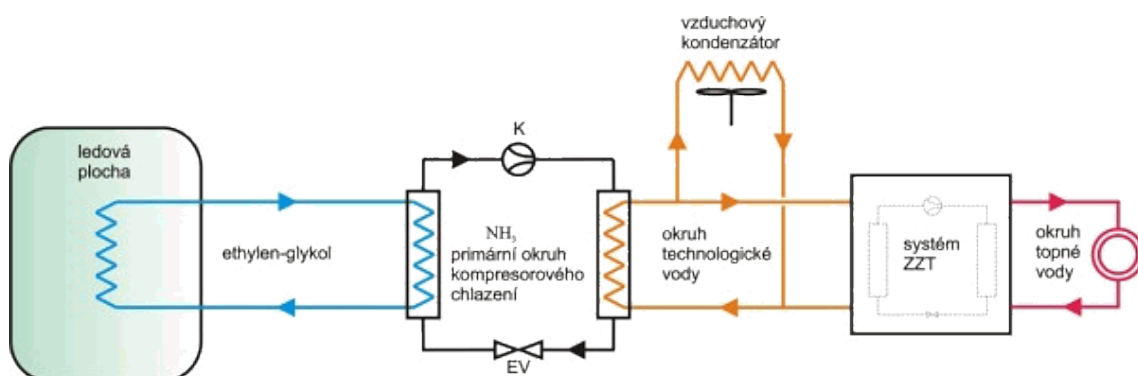 vzduchový
kondenzátor
K
ledová
plocha
ethylen-glykol
NH3
primární okruh
kompresorového
chlazení
EV
okruh
technologické
vody
systém
ZZT
okruh
topné
vody